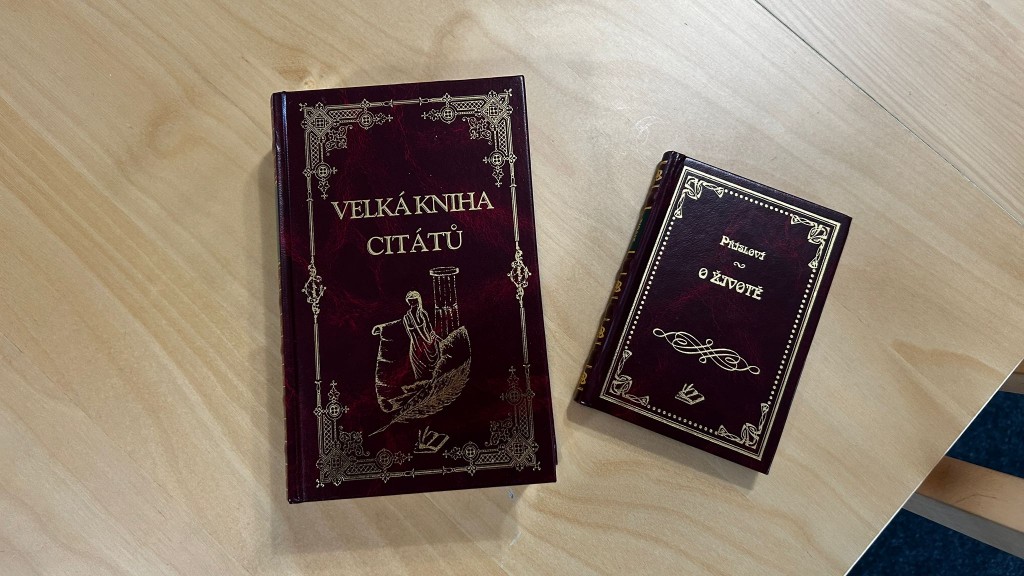 VELKÁ KNIHA
CITÁTŮ
Přísloví
O ŽIVOTĚ